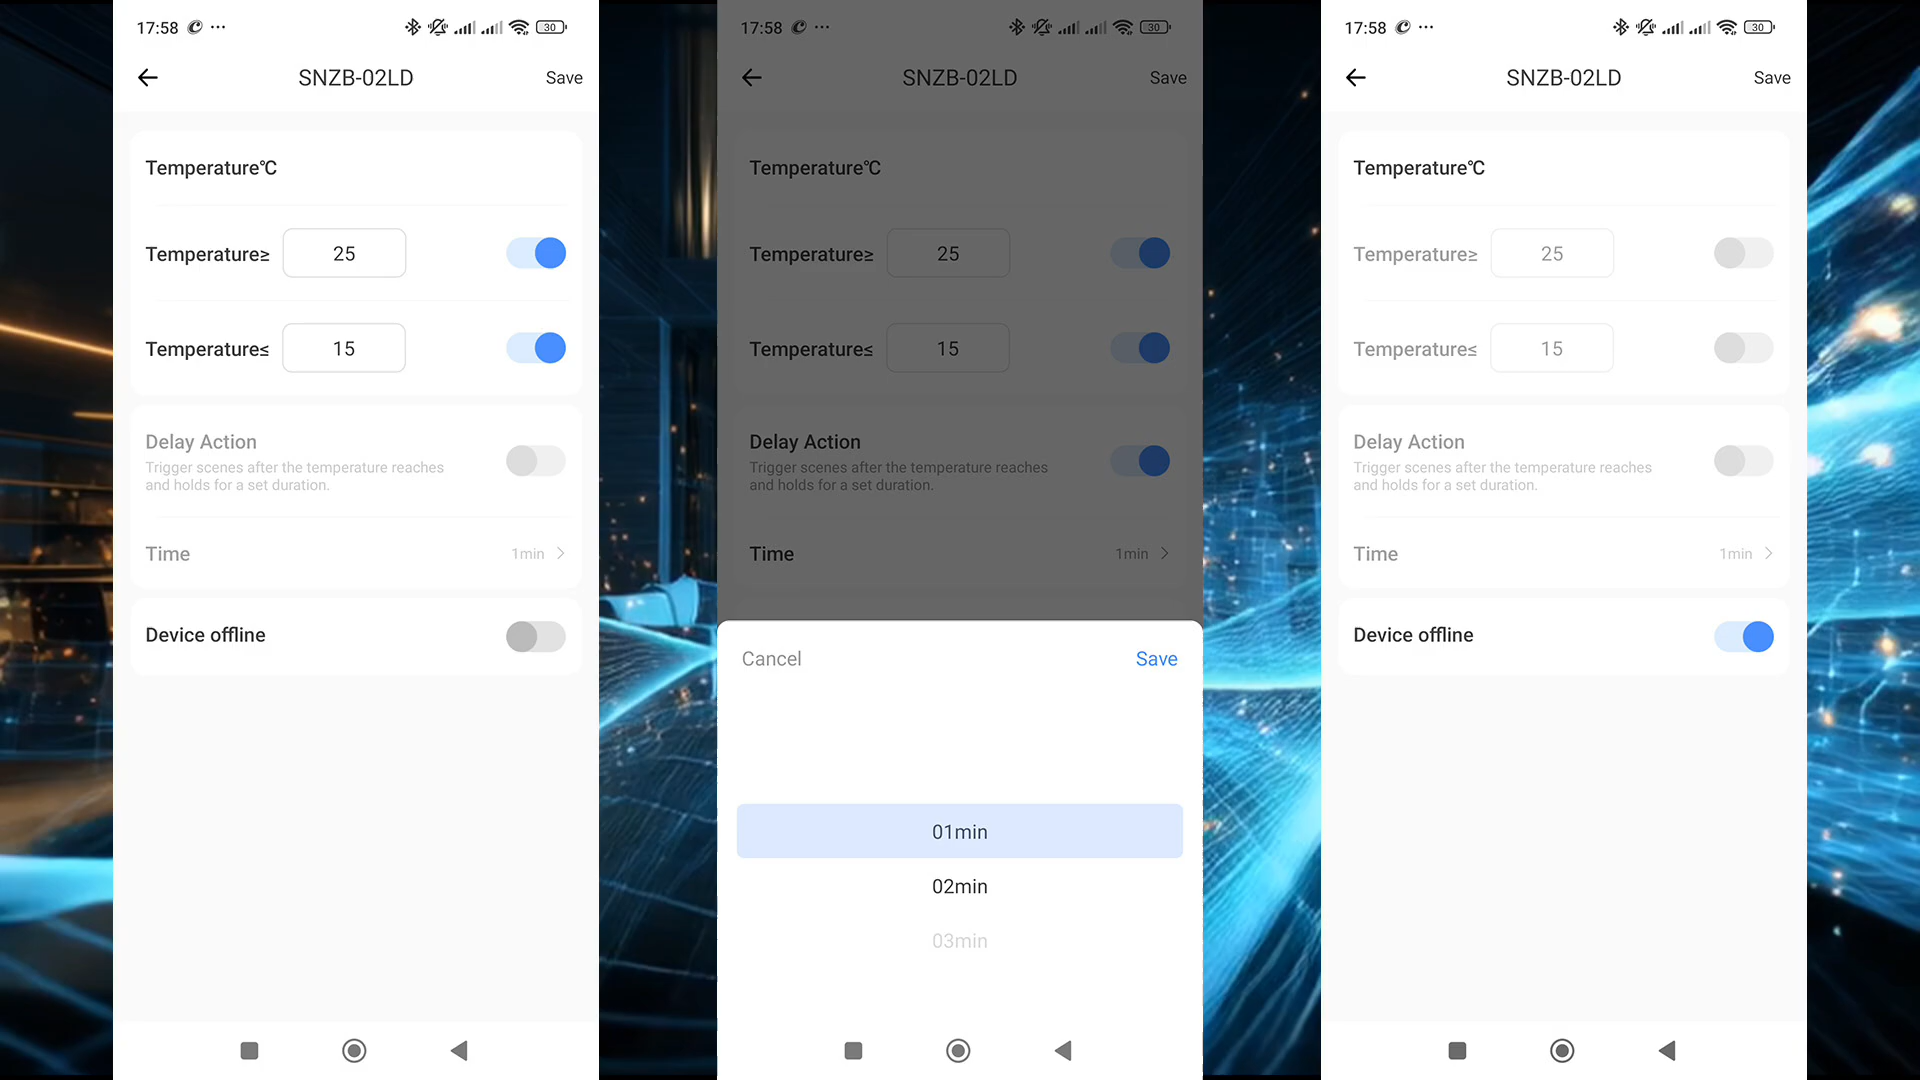 17:58
30
SNZB-02LD
Save
Temperature℃
Temperature≥ 25
Temperature≤ 15
Delay Action
Trigger scenes after the temperature reaches
and holds for a set duration.
Time 1min
Device offline
17:58
30
SNZB-02LD
Save
Temperature℃
Temperature≥ 25
Temperature≤ 15
Delay Action
Trigger scenes after the temperature reaches
and holds for a set duration.
Time 1min
Cancel Save
01min
02min
03min
17:58
30
SNZB-02LD
Save
Temperature℃
Temperature≥ 25
Temperature≤ 15
Delay Action
Trigger scenes after the temperature reaches
and holds for a set duration.
Time 1min
Device offline